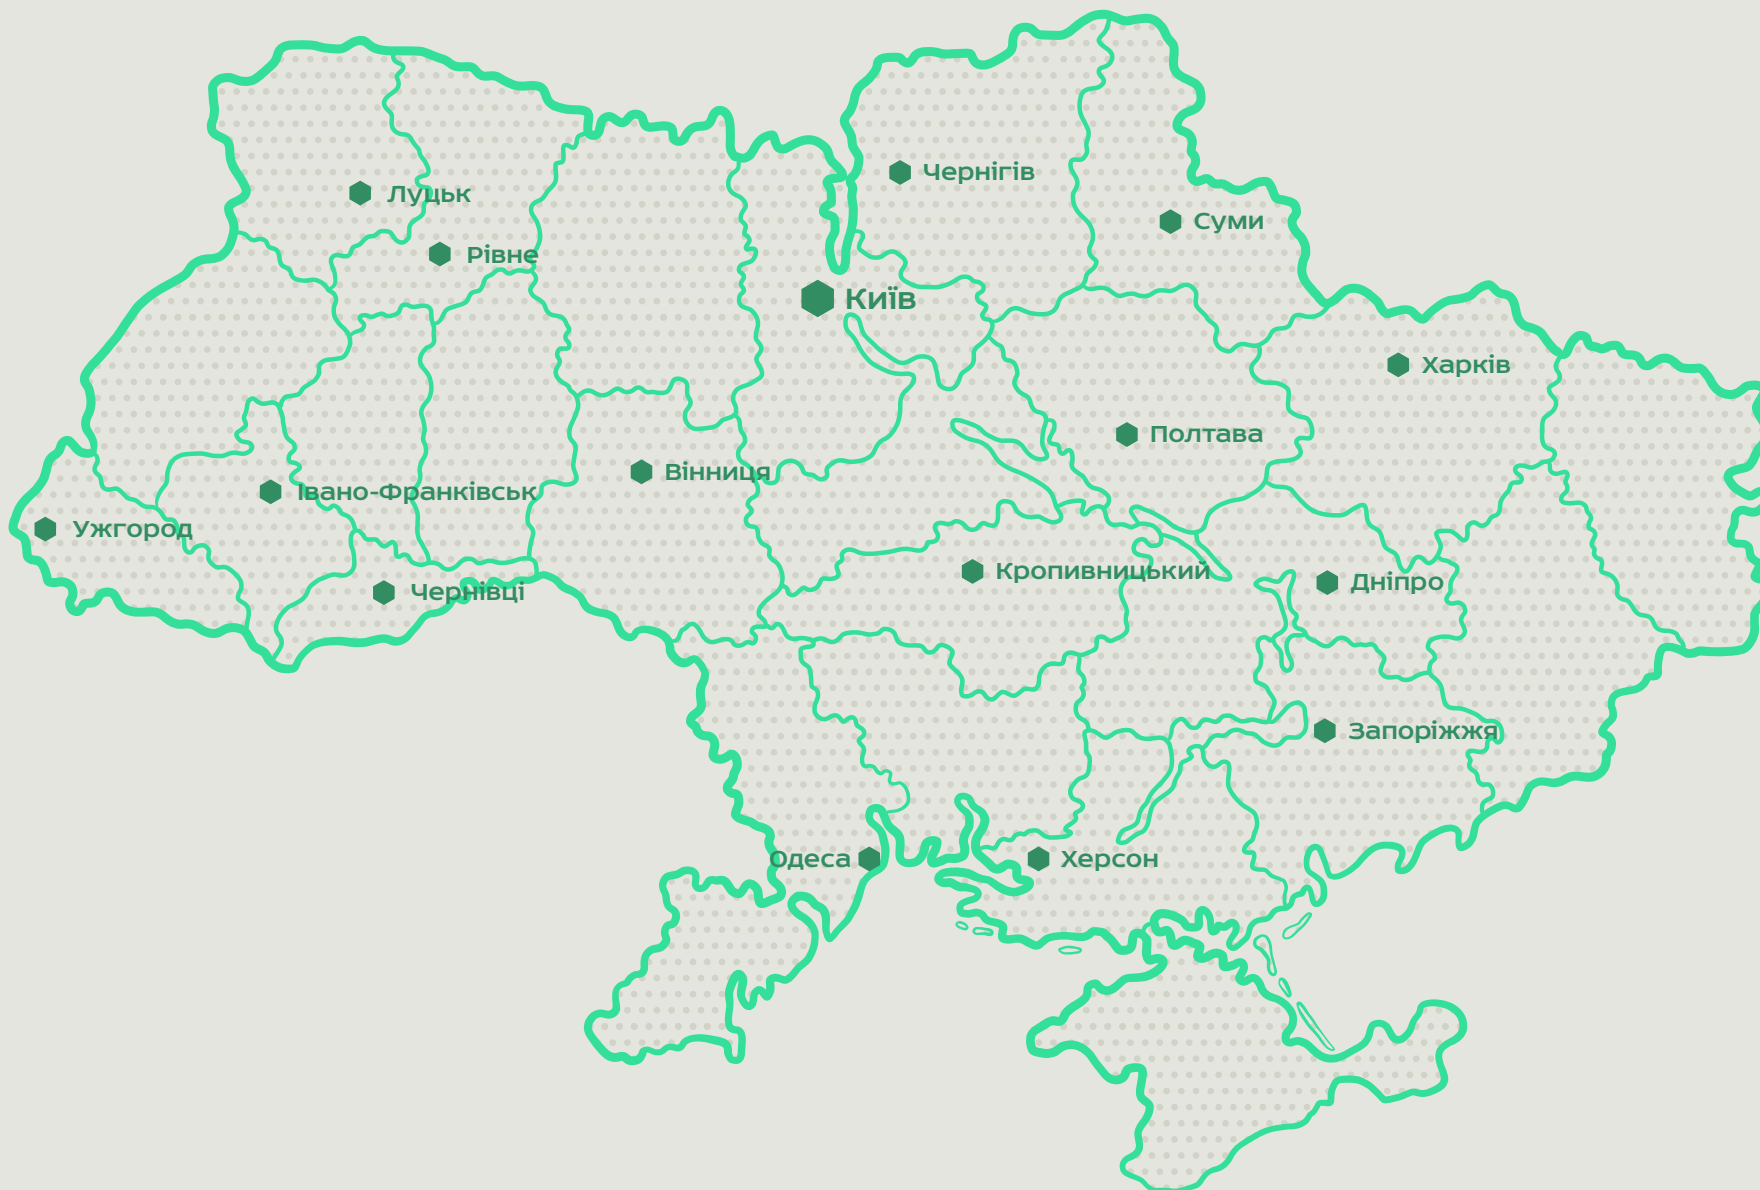 Чернігів
Луцьк
Суми
Рівне
Київ
Харків
Полтава
Вінниця
Івано-Франківськ
Ужгород
Кропивницький
Дніпро
Чернівці
Запоріжжя
Одеса
Херсон